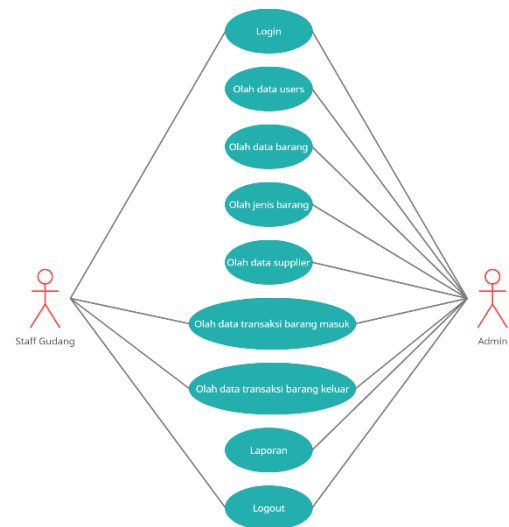 Login
Olah data users
Olah data barang
Olah jenis barang
Olah data supplier
Olah data transaksi barang masuk
Staff Gudang
Admin
Olah data transaksi barang keluar
Laporan
Logout